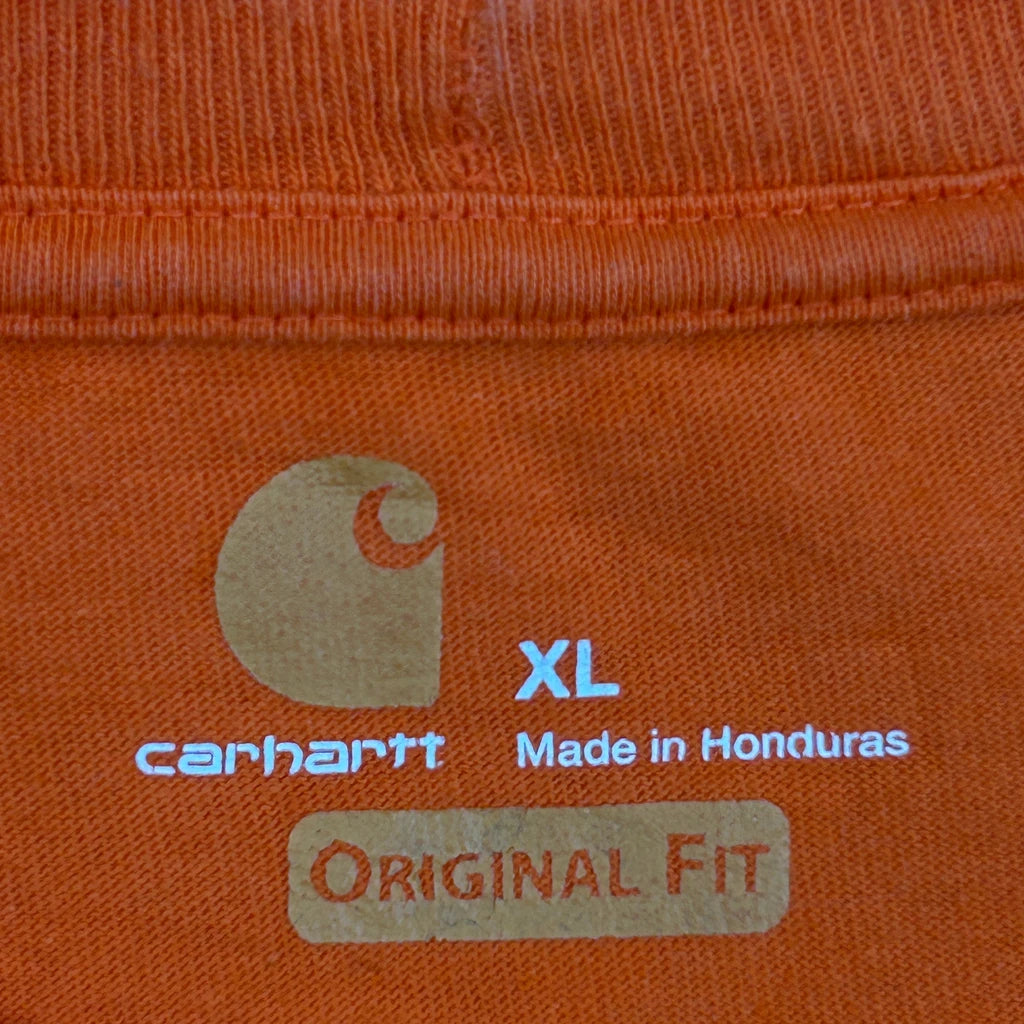 XL
carhartt
Made in Honduras
ORIGINAL FIT